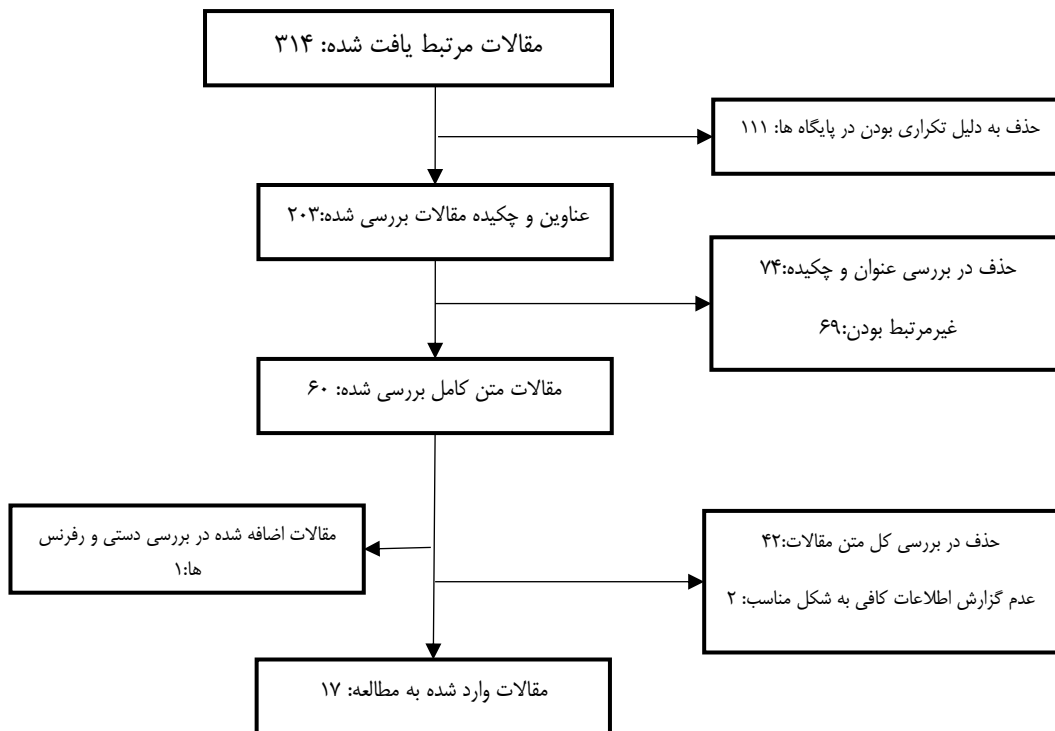 مقالات مرتبط یافت شده: ۳۱۴
حذف به دلیل تکراری بودن در پایگاه ها: ۱۱۱
عناوین و چکیده مقالات بررسی شده:۲۰۳
حذف در بررسی عنوان و چکیده:۷۴
غیرمرتبط بودن:۶۹
مقالات متن کامل بررسی شده: ۶۰
مقالات اضافه شده در بررسی دستی و رفرنس
ها:۱
حذف در بررسی کل متن مقالات:۴۲
عدم گزارش اطلاعات کافی به شکل مناسب: ۲
مقالات وارد شده به مطالعه: ۱۷